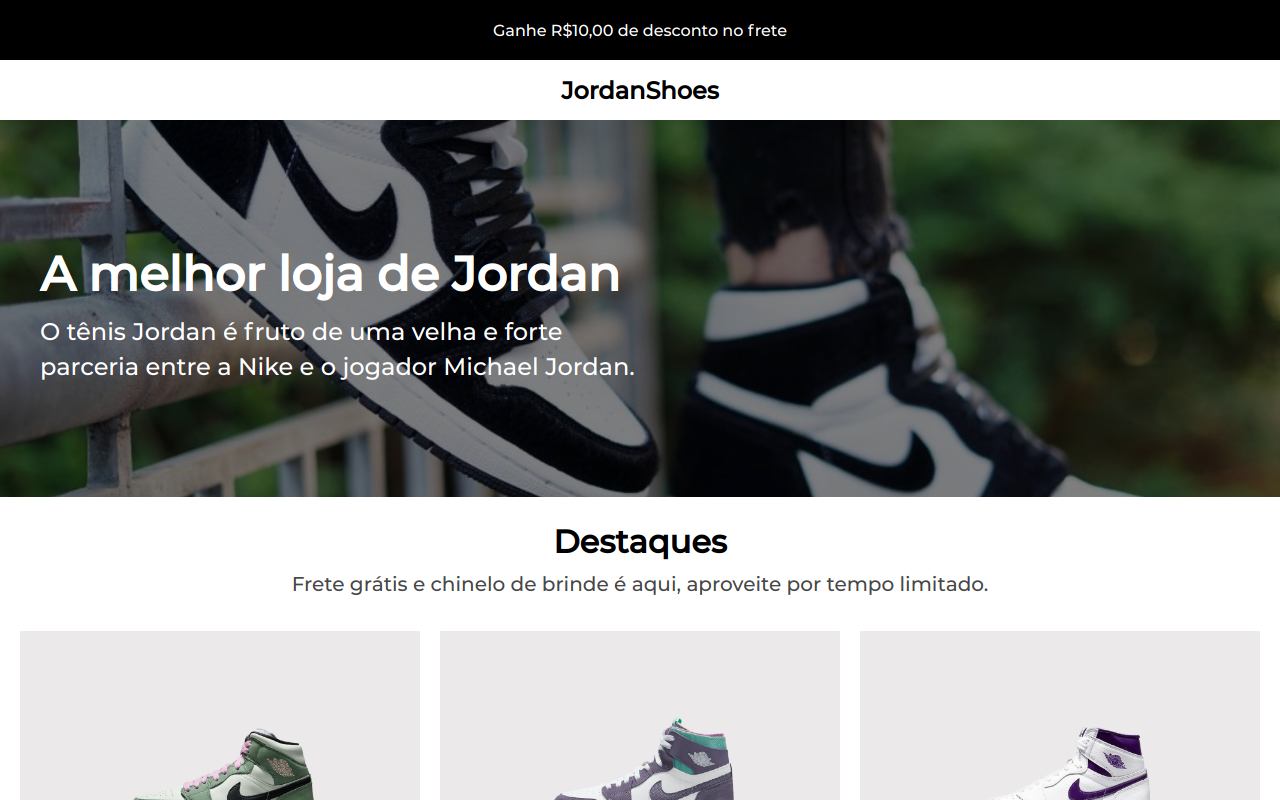 Ganhe R$10,00 de desconto no frete
JordanShoes
A melhor loja de Jordan
O tênis Jordan é fruto de uma velha e forte
parceria entre a Nike e o jogador Michael Jordan.
Destaques
Frete grátis e chinelo de brinde é aqui, aproveite por tempo limitado.